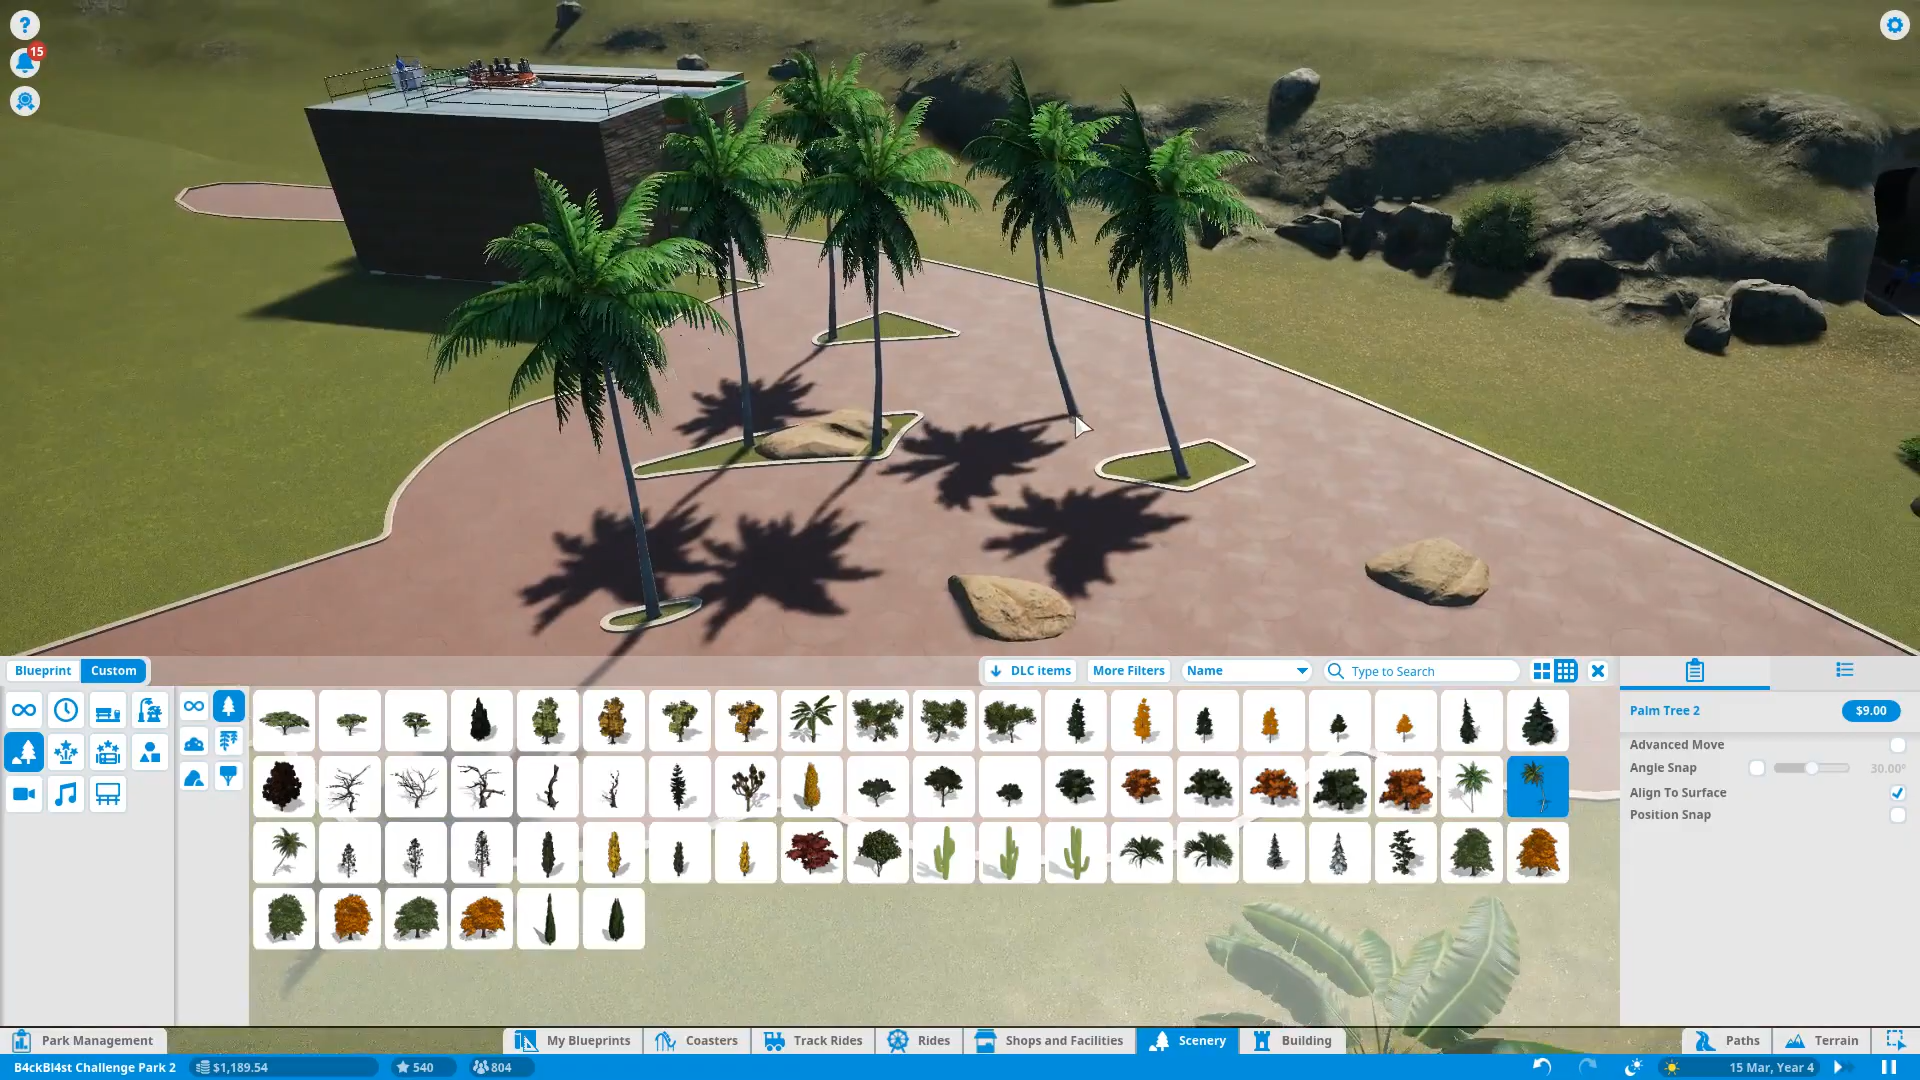 ?
15
Blueprint
Custom
DLC items
More Filters
Name
Type to Search
Palm Tree 2
$9.00
Advanced Move
Angle Snap
30.00°
Align To Surface
Position Snap
Park Management
My Blueprints
Coasters
Track Rides
Rides
Shops and Facilities
Scenery
Building
Paths
Terrain
B4ckBl4st Challenge Park 2
$1,189.54
540
804
15 Mar, Year 4